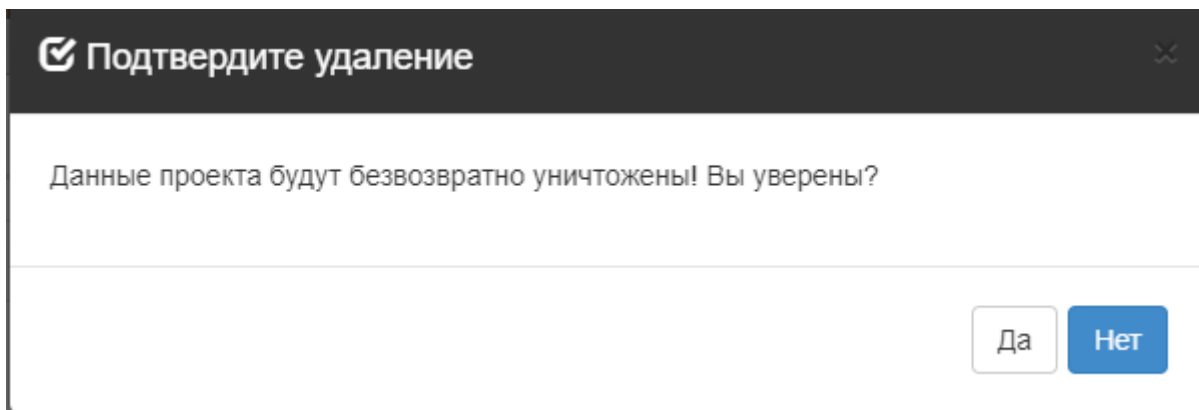 Подтвердите удаление
Данные проекта будут безвозвратно уничтожены! Вы уверены?
Да Нет